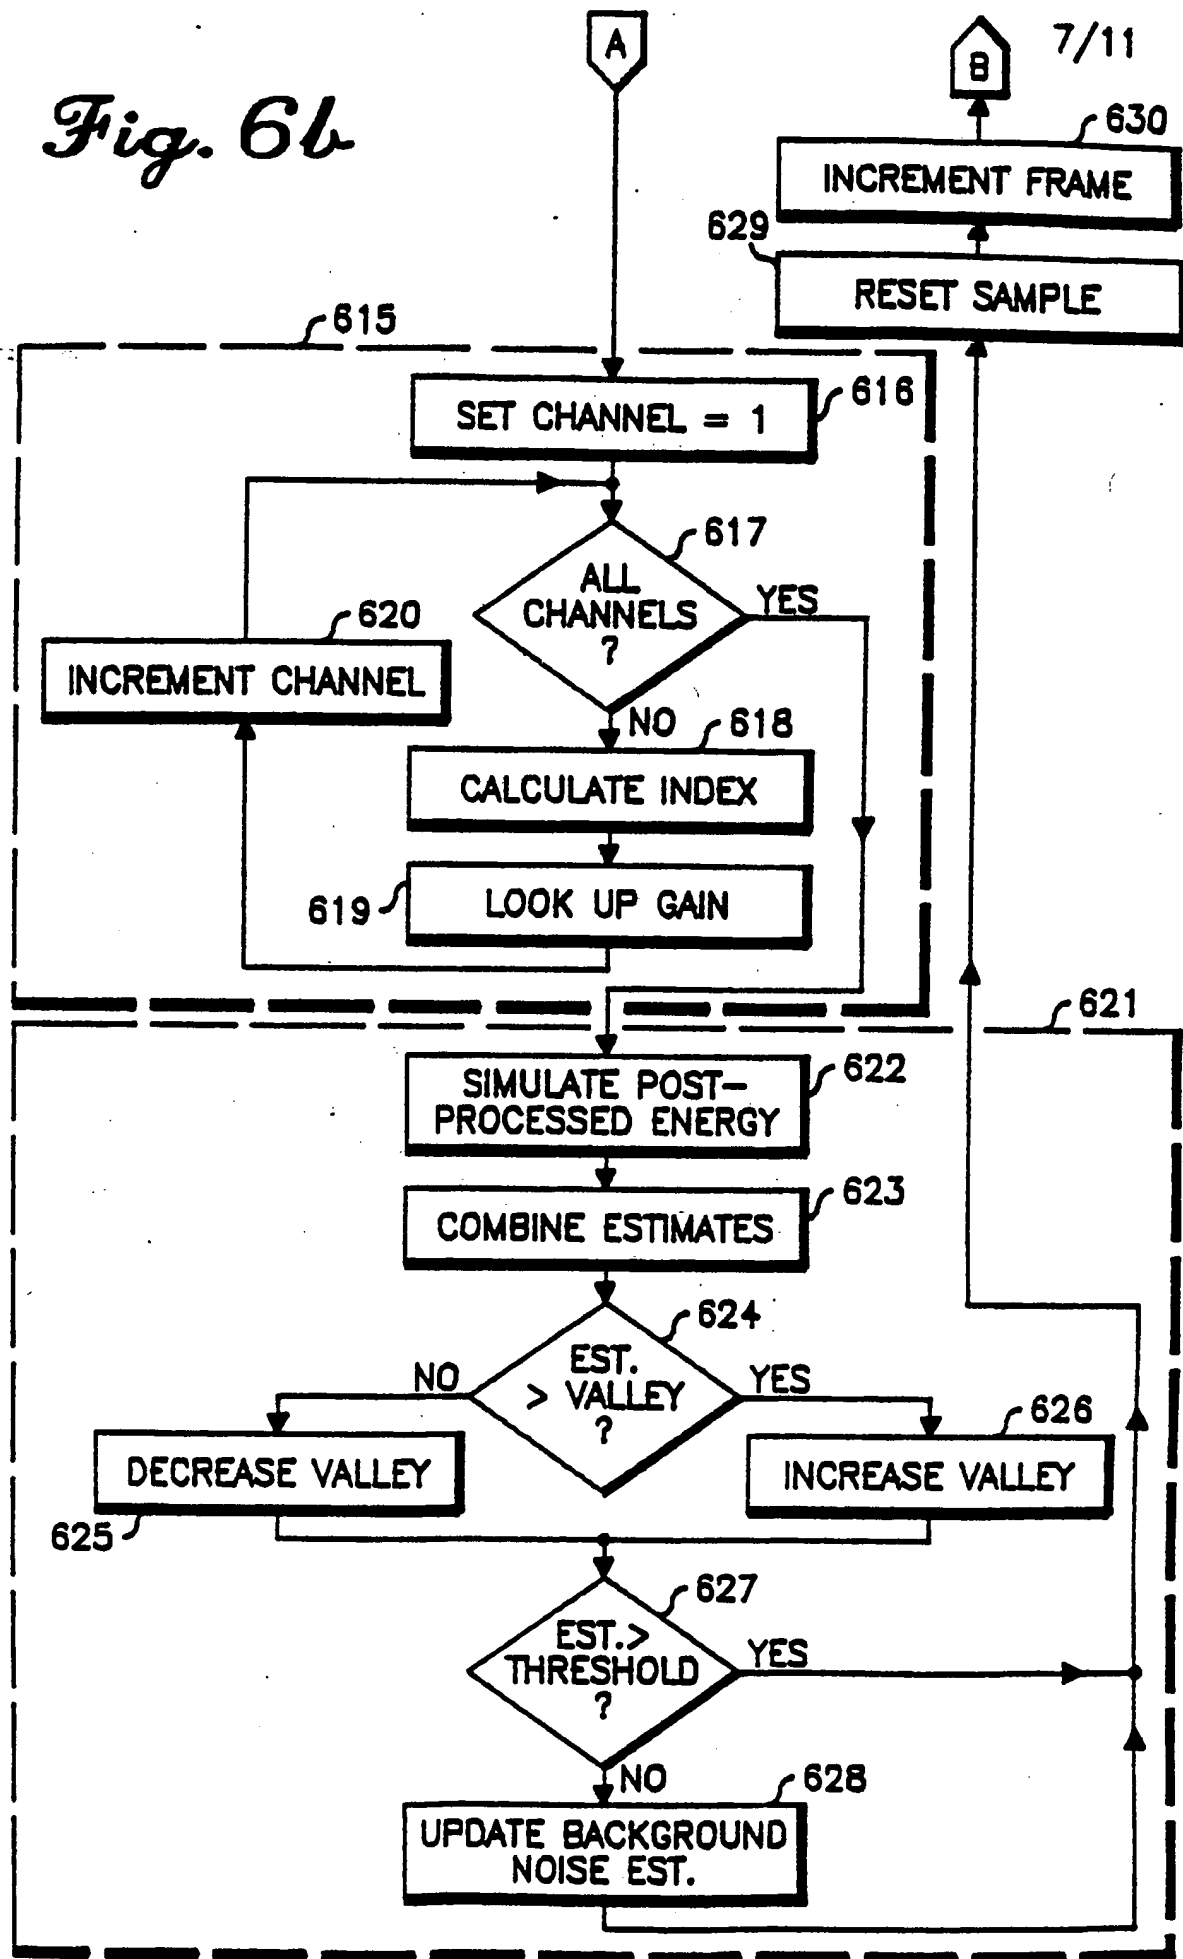 A
B
7/11
Fig. 6b
630
INCREMENT FRAME
629
RESET SAMPLE
615
SET CHANNEL = 1
616
617
ALL
CHANNELS
?
YES
620
INCREMENT CHANNEL
NO
618
CALCULATE INDEX
619
LOOK UP GAIN
621
SIMULATE POST-
PROCESSED ENERGY
622
COMBINE ESTIMATES
623
624
EST.
> VALLEY
?
NO
YES
626
DECREASE VALLEY
625
INCREASE VALLEY
627
EST.>
THRESHOLD
?
YES
NO
628
UPDATE BACKGROUND
NOISE EST.